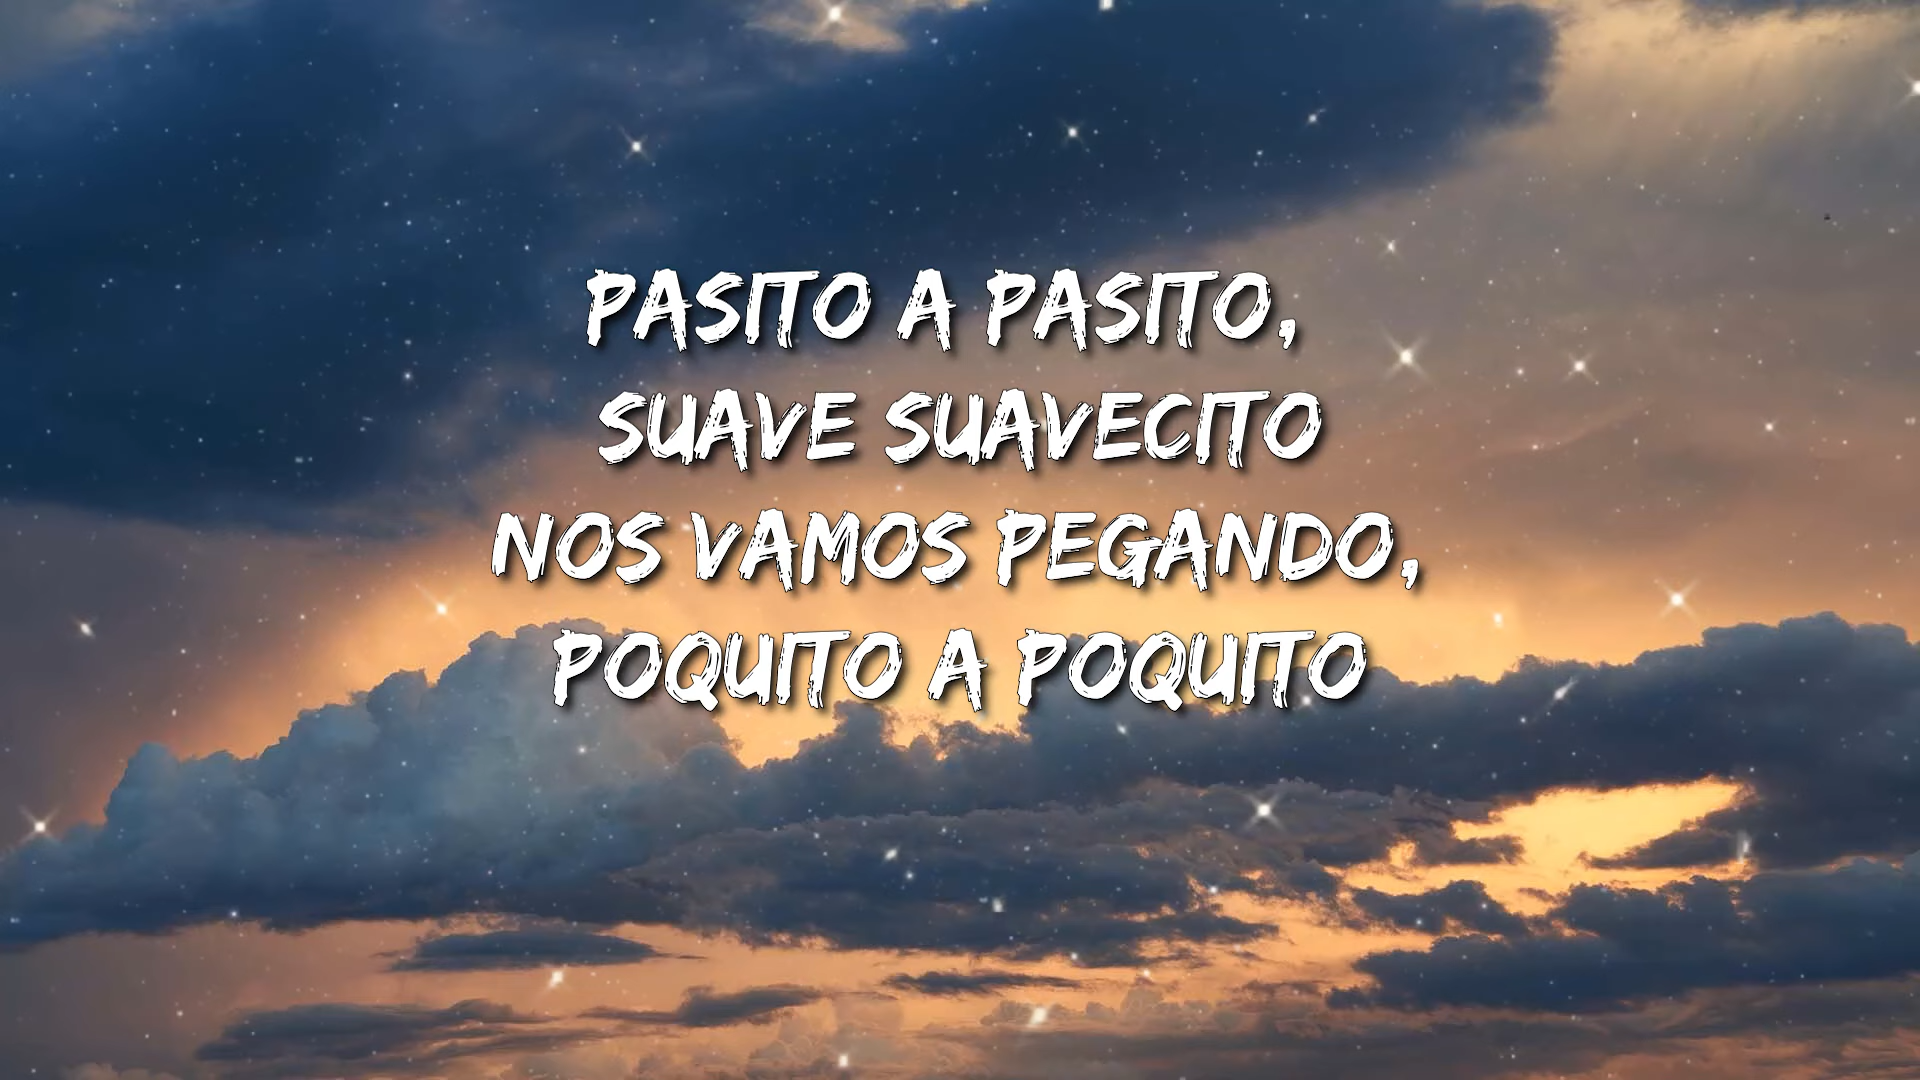 PASITO A PASITO,
SUAVE SUAVECITO
NOS VAMOS PEGANDO,
POQUITO A POQUITO